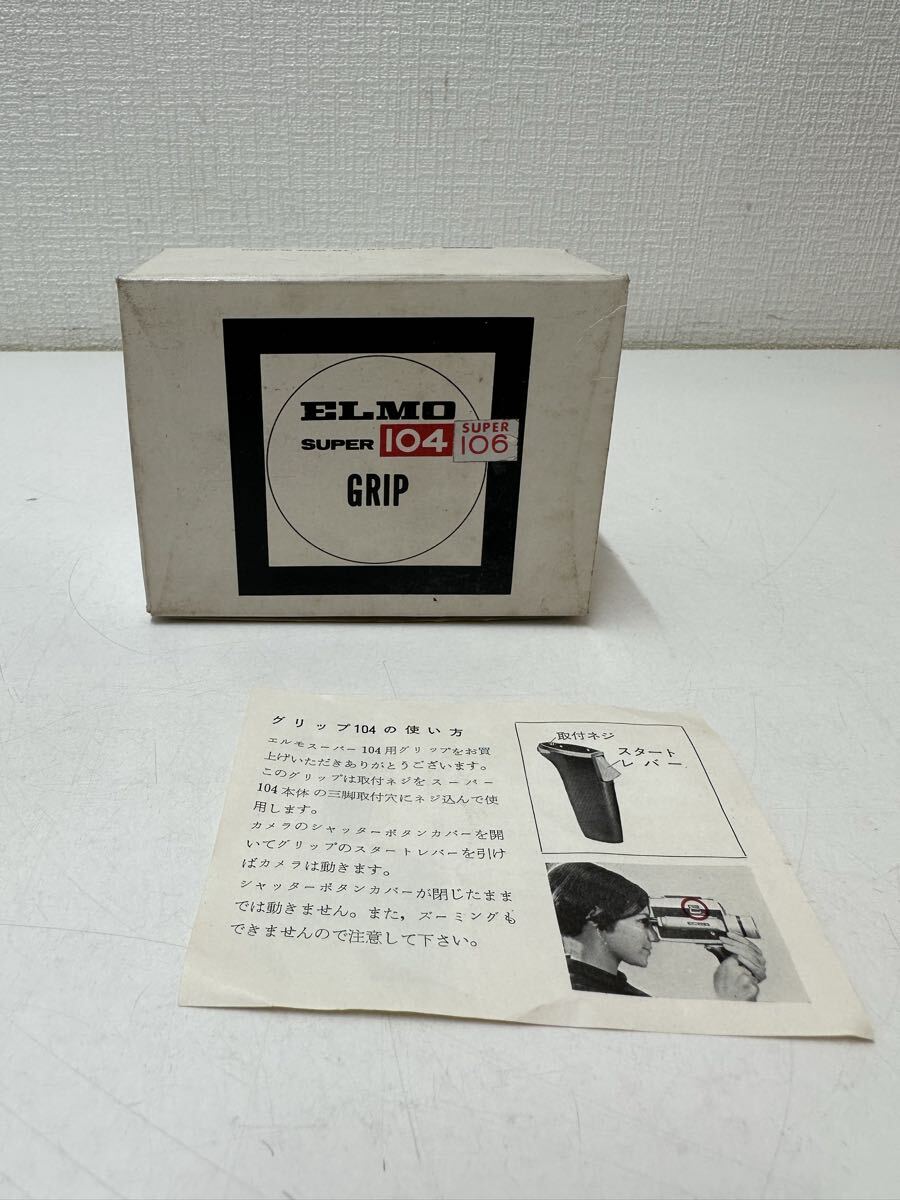 ELMO
SUPER 104 SUPER 106
GRIP
グリップ104の使い方
エルモスーパー104用グリップをお買
上げいただきありがとうございます。
このグリップは取付ネジをスーパー
104本体の三脚取付穴にネジ込んで使
用します。
カメラのシャッターボタンカバーを開
いてグリップのスタートレバーを引け
ばカメラは動きます。
シャッターボタンカバーが閉じたまま
では動きません。また，ズーミングも
できませんので注意して下さい。
取付ネジ
スタート
レバー